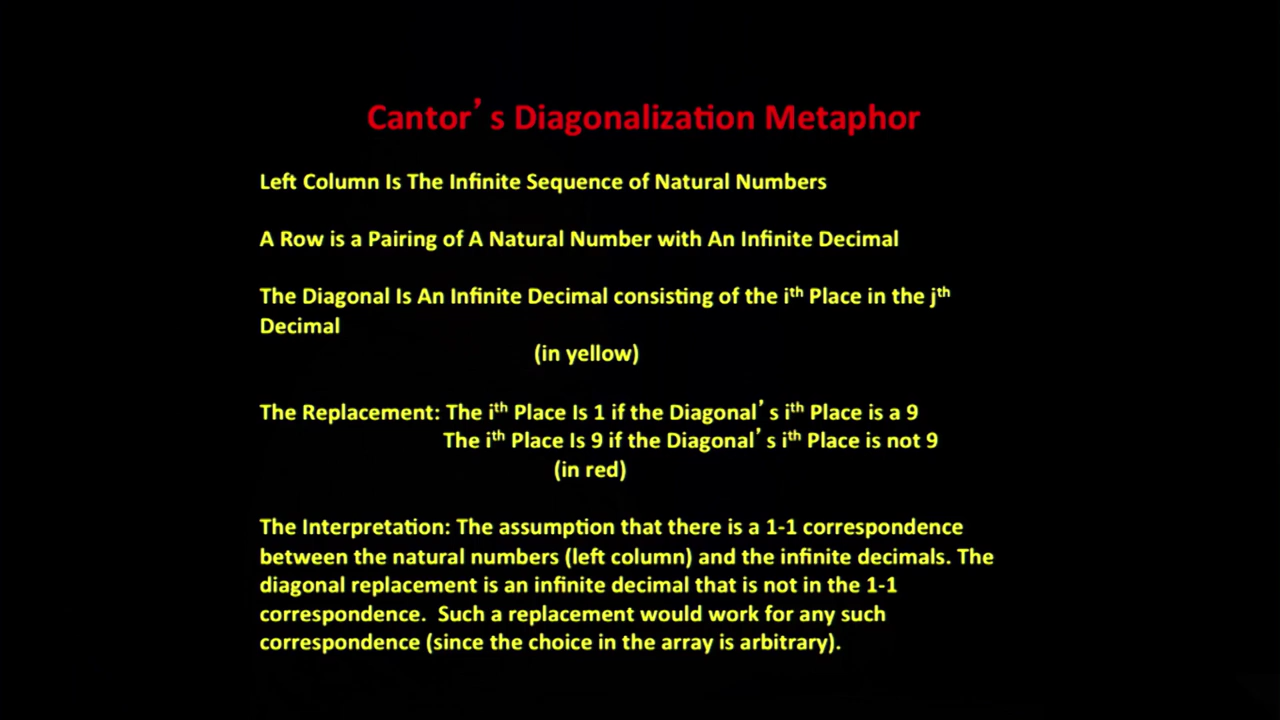 Cantor’s Diagonalization Metaphor
Left Column Is The Infinite Sequence of Natural Numbers
A Row is a Pairing of A Natural Number with An Infinite Decimal
The Diagonal Is An Infinite Decimal consisting of the iᵗʰ Place in the jᵗʰ
Decimal
(in yellow)
The Replacement: The iᵗʰ Place Is 1 if the Diagonal’s iᵗʰ Place is a 9
The iᵗʰ Place Is 9 if the Diagonal’s iᵗʰ Place is not 9
(in red)
The Interpretation: The assumption that there is a 1-1 correspondence
between the natural numbers (left column) and the infinite decimals. The
diagonal replacement is an infinite decimal that is not in the 1-1
correspondence. Such a replacement would work for any such
correspondence (since the choice in the array is arbitrary).